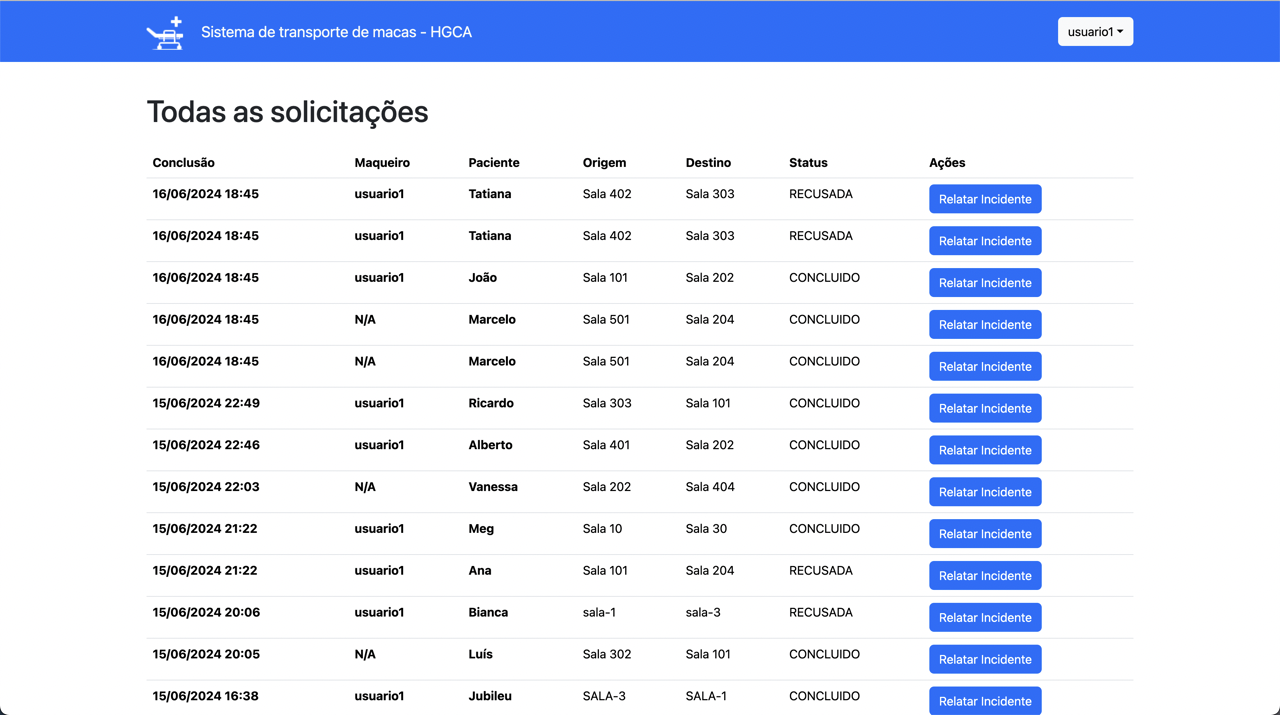 Sistema de transporte de macas - HGCA
usuario1
Todas as solicitações
Conclusão Maqueiro Paciente Origem Destino Status Ações
16/06/2024 18:45 usuario1 Tatiana Sala 402 Sala 303 RECUSADA Relatar Incidente
16/06/2024 18:45 usuario1 Tatiana Sala 402 Sala 303 RECUSADA Relatar Incidente
16/06/2024 18:45 usuario1 João Sala 101 Sala 202 CONCLUIDO Relatar Incidente
16/06/2024 18:45 N/A Marcelo Sala 501 Sala 204 CONCLUIDO Relatar Incidente
16/06/2024 18:45 N/A Marcelo Sala 501 Sala 204 CONCLUIDO Relatar Incidente
15/06/2024 22:49 usuario1 Ricardo Sala 303 Sala 101 CONCLUIDO Relatar Incidente
15/06/2024 22:46 usuario1 Alberto Sala 401 Sala 202 CONCLUIDO Relatar Incidente
15/06/2024 22:03 N/A Vanessa Sala 202 Sala 404 CONCLUIDO Relatar Incidente
15/06/2024 21:22 usuario1 Meg Sala 10 Sala 30 CONCLUIDO Relatar Incidente
15/06/2024 21:22 usuario1 Ana Sala 101 Sala 204 RECUSADA Relatar Incidente
15/06/2024 20:06 usuario1 Bianca sala-1 sala-3 RECUSADA Relatar Incidente
15/06/2024 20:05 N/A Luís Sala 302 Sala 101 CONCLUIDO Relatar Incidente
15/06/2024 16:38 usuario1 Jubileu SALA-3 SALA-1 CONCLUIDO Relatar Incidente